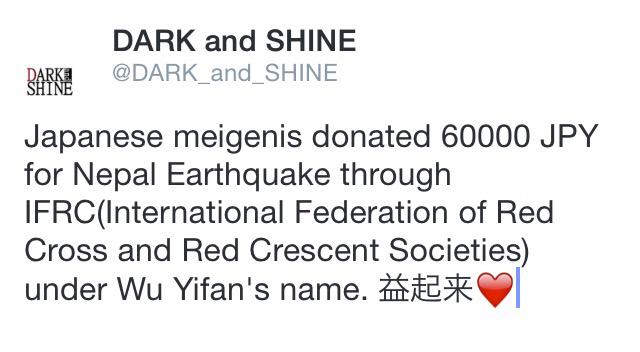 DARK and SHINE
@DARK_and_SHINE
DARK
SHINE
Japanese meigenis donated 60000 JPY
for Nepal Earthquake through
IFRC(International Federation of Red
Cross and Red Crescent Societies)
under Wu Yifan's name. 益起来❤️